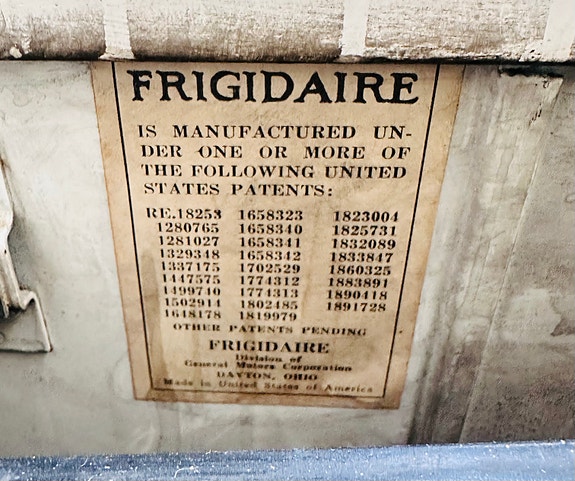 FRIGIDAIRE
IS MANUFACTURED UN-
DER ONE OR MORE OF
THE FOLLOWING UNITED
STATES PATENTS:
RE.18253 1658323 1823004
1280765 1658340 1825731
1281027 1658341 1832089
1329348 1658342 1833847
1337175 1702529 1860325
1447575 1774312 1883891
1499740 1774313 1890418
1502914 1802485 1891728
1648178 1819979
OTHER PATENTS PENDING
FRIGIDAIRE
Division of
General Motors Corporation
DAYTON, OHIO
Made in United States of America